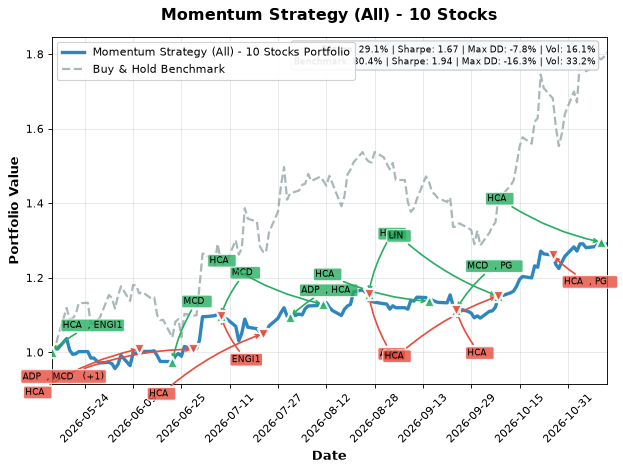 Momentum Strategy (All) - 10 Stocks
Momentum Strategy (All) - 10 Stocks Portfolio
Buy & Hold Benchmark
29.1% | Sharpe: 1.67 | Max DD: -7.8% | Vol: 16.1%
Benchmark: 80.4% | Sharpe: 1.94 | Max DD: -16.3% | Vol: 33.2%
Portfolio Value
1.8
1.6
1.4
1.2
1.0
HCA
HCA
LIN
HCA
MCD
HCA
MCD , PG
HCA , PG
ADP , HCA
MCD
HCA , ENGI1
ENGI1
HCA
HCA
ADP , MCD (+1)
HCA
HCA
2026-05-24
2026-06-25
2026-07-11
2026-07-27
2026-08-12
2026-08-28
2026-09-13
2026-09-29
2026-10-15
2026-10-31
Date